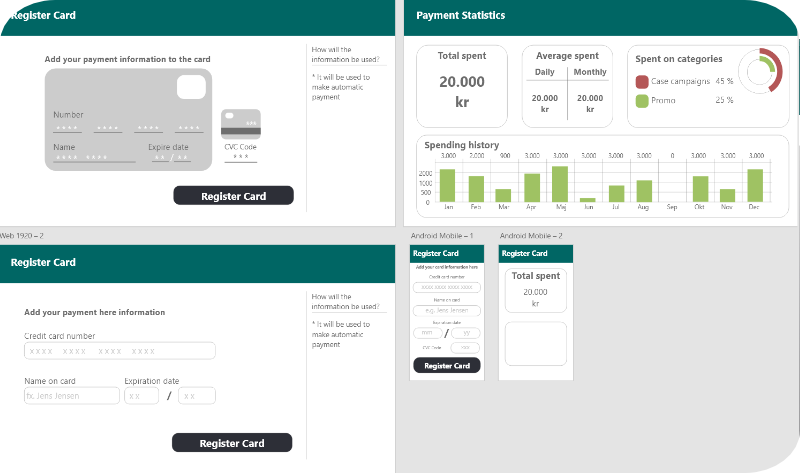 Register Card
Add your payment information to the card
Number
**** **** **** ****
Name
Expire date
**** ****
** / **
***
CVC Code
***
Register Card
How will the
information be used?
* It will be used to
make automatic
payment
Payment Statistics
Total spent
20.000
kr
Average spent
Daily
Monthly
20.000
kr
20.000
kr
Spent on categories
Case campaigns 45 %
Promo 25 %
Spending history
3.000 2.000 900 3.000 3.000 5.000 3.000 3.000 0 3.000 3.000 3.000
2000
1000
500
0
Jan Feb Mar Apr Maj Jun Jul Aug Sep Okt Nov Dec
Web 1920 – 2
Register Card
Add your payment here information
Credit card number
xxxx xxxx xxxx xxxx
Name on card
Expiration date
fx. Jens Jensen
x.x / x.x
Register Card
How will the
information be used?
* It will be used to
make automatic
payment
Android Mobile – 1
Register Card
Add your card information here
Credit card number
xxxx xxxx xxxx xxxx
Name on card
e.g. Jens Jensen
Expiration date
mm / yy
CVC Code
Register Card
Android Mobile – 2
Register Card
Total spent
20.000
kr